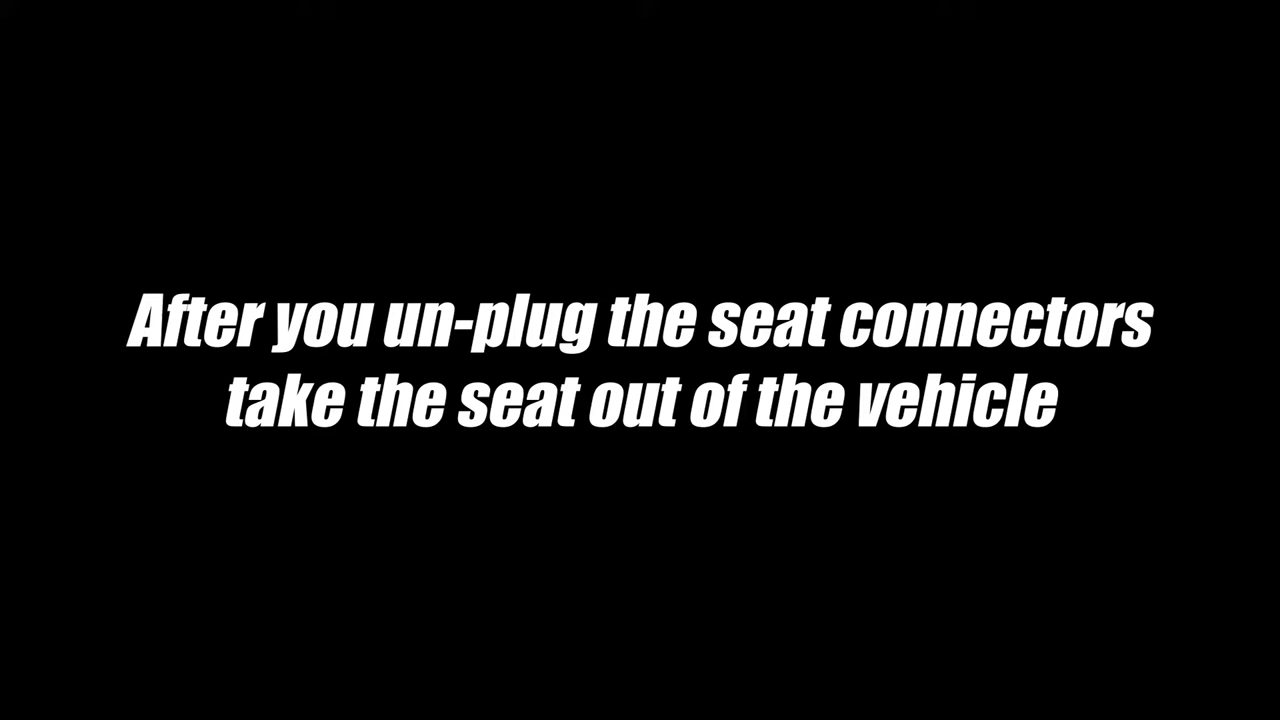 After you un-plug the seat connectors
take the seat out of the vehicle